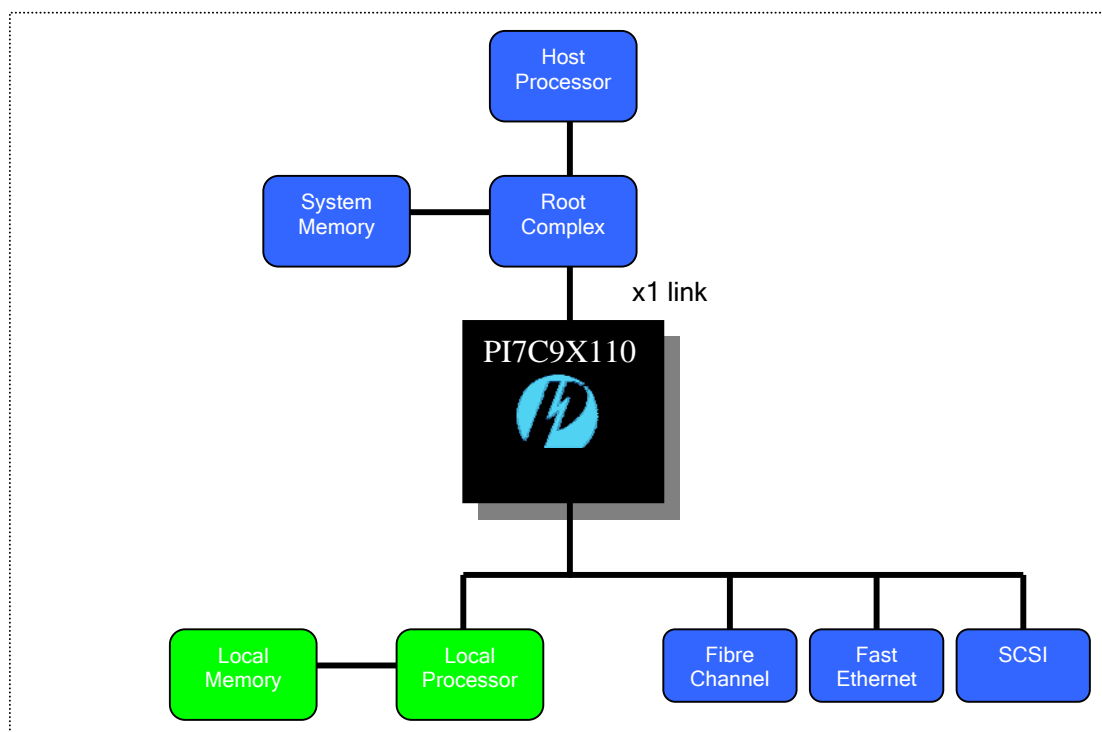 Host
Processor
System
Memory
Root
Complex
x1 link
PI7C9X110
Local
Memory
Local
Processor
Fibre
Channel
Fast
Ethernet
SCSI